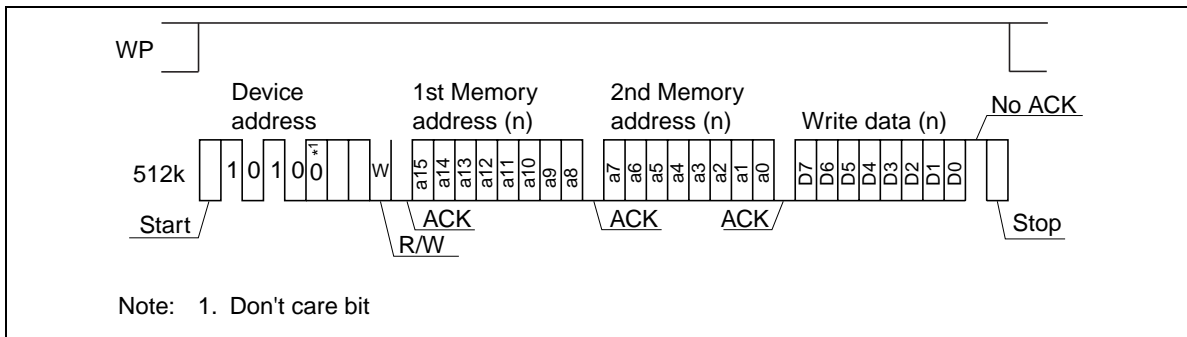 WP
Device address
1st Memory address (n)
2nd Memory address (n)
Write data (n)
No ACK
512k
1 0 1 0 0 *1 W
a15 a14 a13 a12 a11 a10 a9 a8
a7 a6 a5 a4 a3 a2 a1 a0
D7 D6 D5 D4 D3 D2 D1 D0
Start
R/W
ACK
ACK
ACK
Stop
Note: 1. Don't care bit